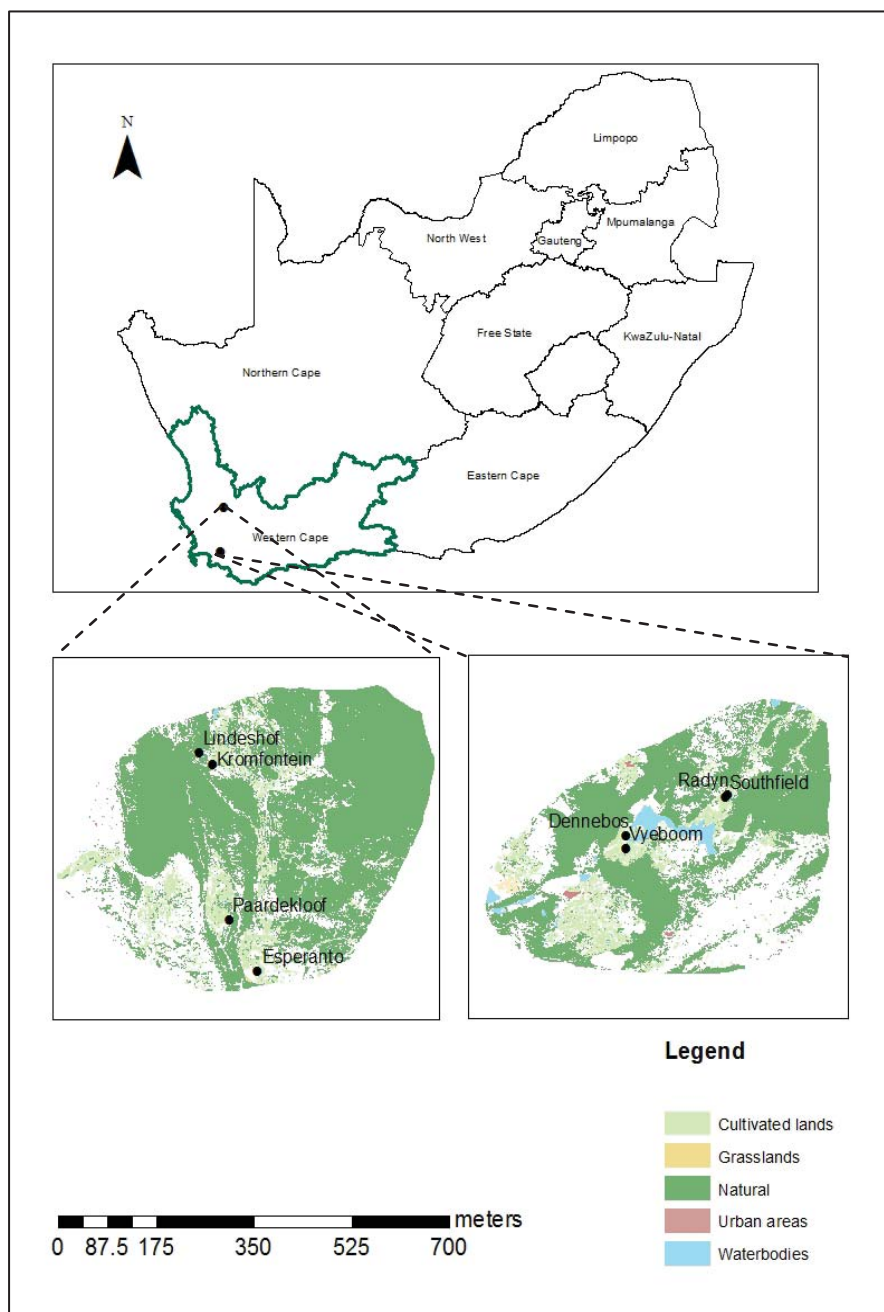 N
Limpopo
Mpumalanga
North West
Gauteng
Free State
KwaZulu-Natal
Northern Cape
Eastern Cape
Western Cape
Lindeshof
Kromfontein
Paardekloof
Esperanto
Radyn Southfield
Dennebos
Vyeboom
Legend
Cultivated lands
Grasslands
Natural
Urban areas
Waterbodies
meters
0 87.5 175 350 525 700